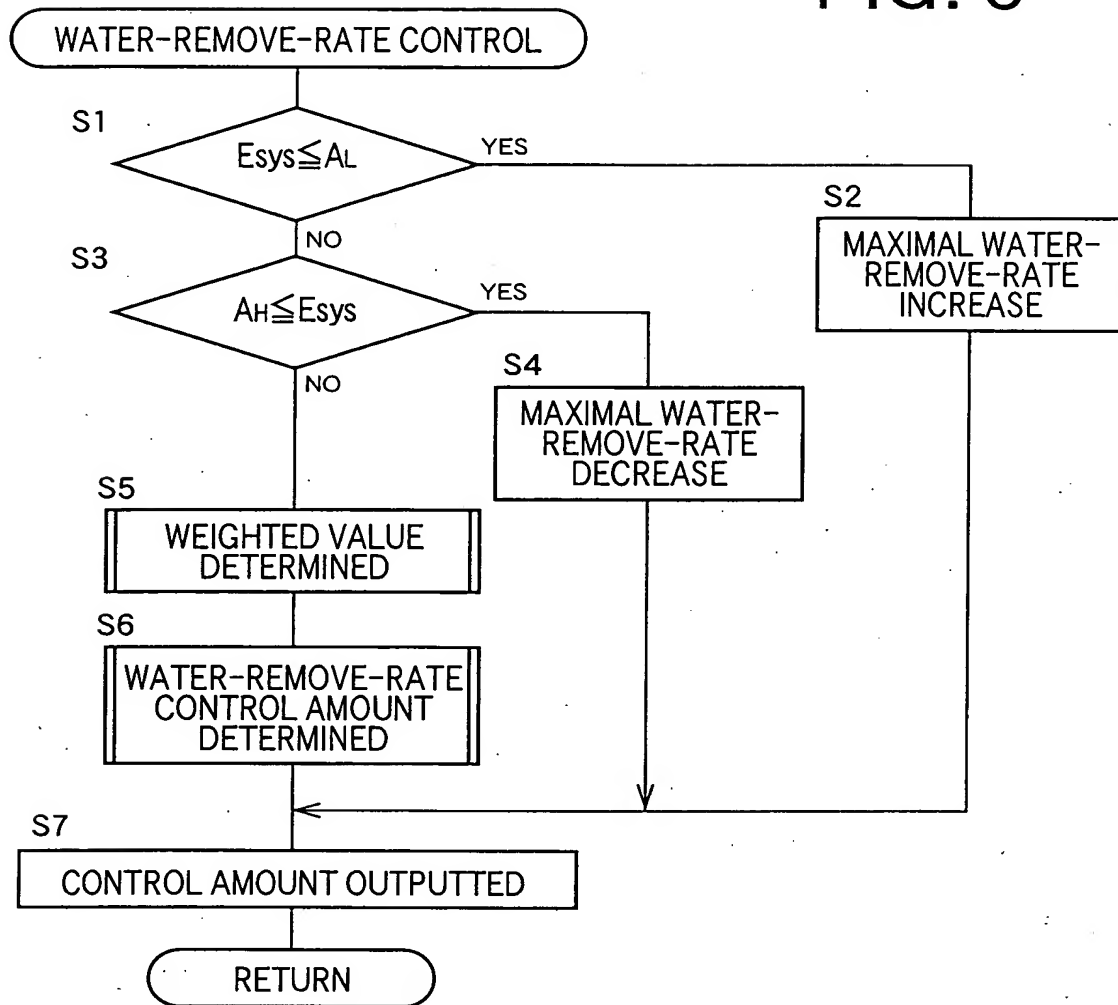 WATER-REMOVE-RATE CONTROL
S1
Esys≦AL
YES
NO
S2
MAXIMAL WATER-
REMOVE-RATE
INCREASE
S3
AH≦Esys
YES
NO
S4
MAXIMAL WATER-
REMOVE-RATE
DECREASE
S5
WEIGHTED VALUE
DETERMINED
S6
WATER-REMOVE-RATE
CONTROL AMOUNT
DETERMINED
S7
CONTROL AMOUNT OUTPUTTED
RETURN